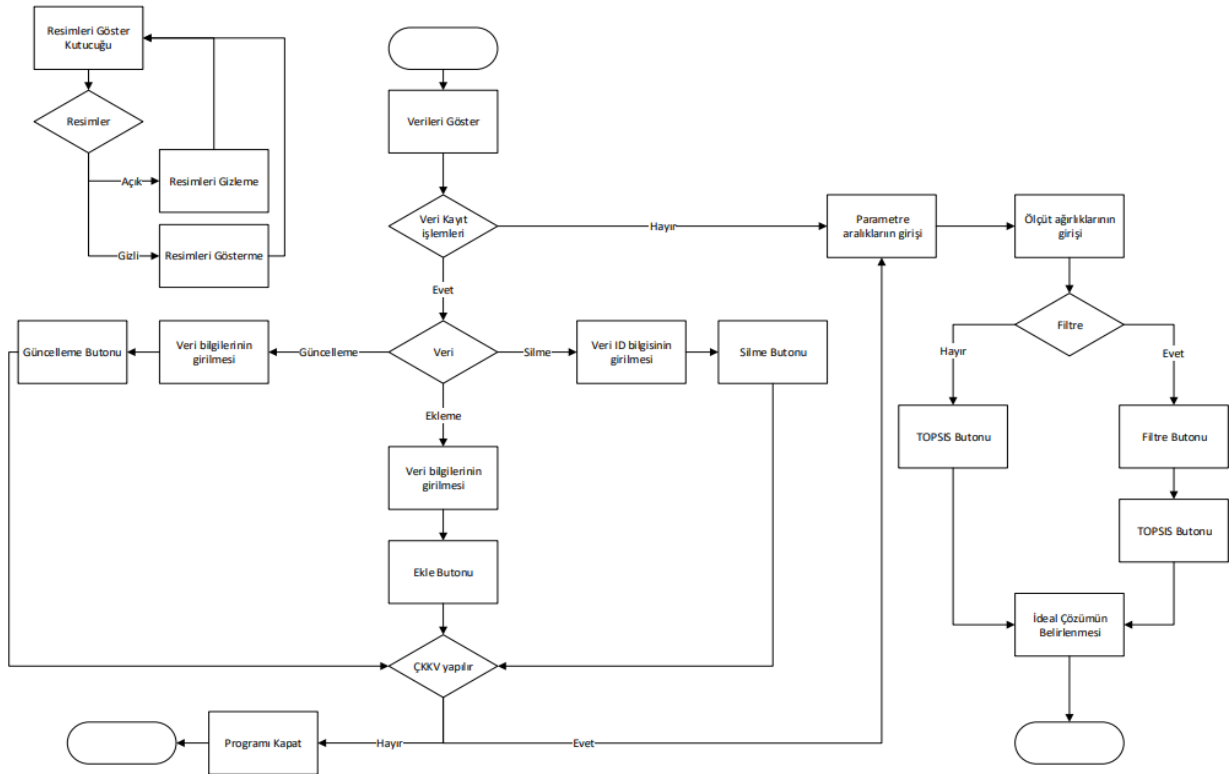 Resimleri Göster
Kutucuğu
Resimler
Açık
Resimleri Gizleme
Gizli
Resimleri Gösterme
Verileri Göster
Veri Kayıt
işlemleri
Hayır
Parametre
aralıkların girişi
Ölçüt ağırlıklarının
girişi
Evet
Filtre
Güncelleme Butonu
Veri bilgilerinin
girilmesi
Güncelleme
Veri
Silme
Veri ID bilgisinin
girilmesi
Silme Butonu
Hayır
Evet
Ekleme
TOPSIS Butonu
Filtre Butonu
Veri bilgilerinin
girilmesi
TOPSIS Butonu
Ekle Butonu
İdeal Çözümün
Belirlenmesi
ÇKKV yapılır
Programı Kapat
Hayır
Evet